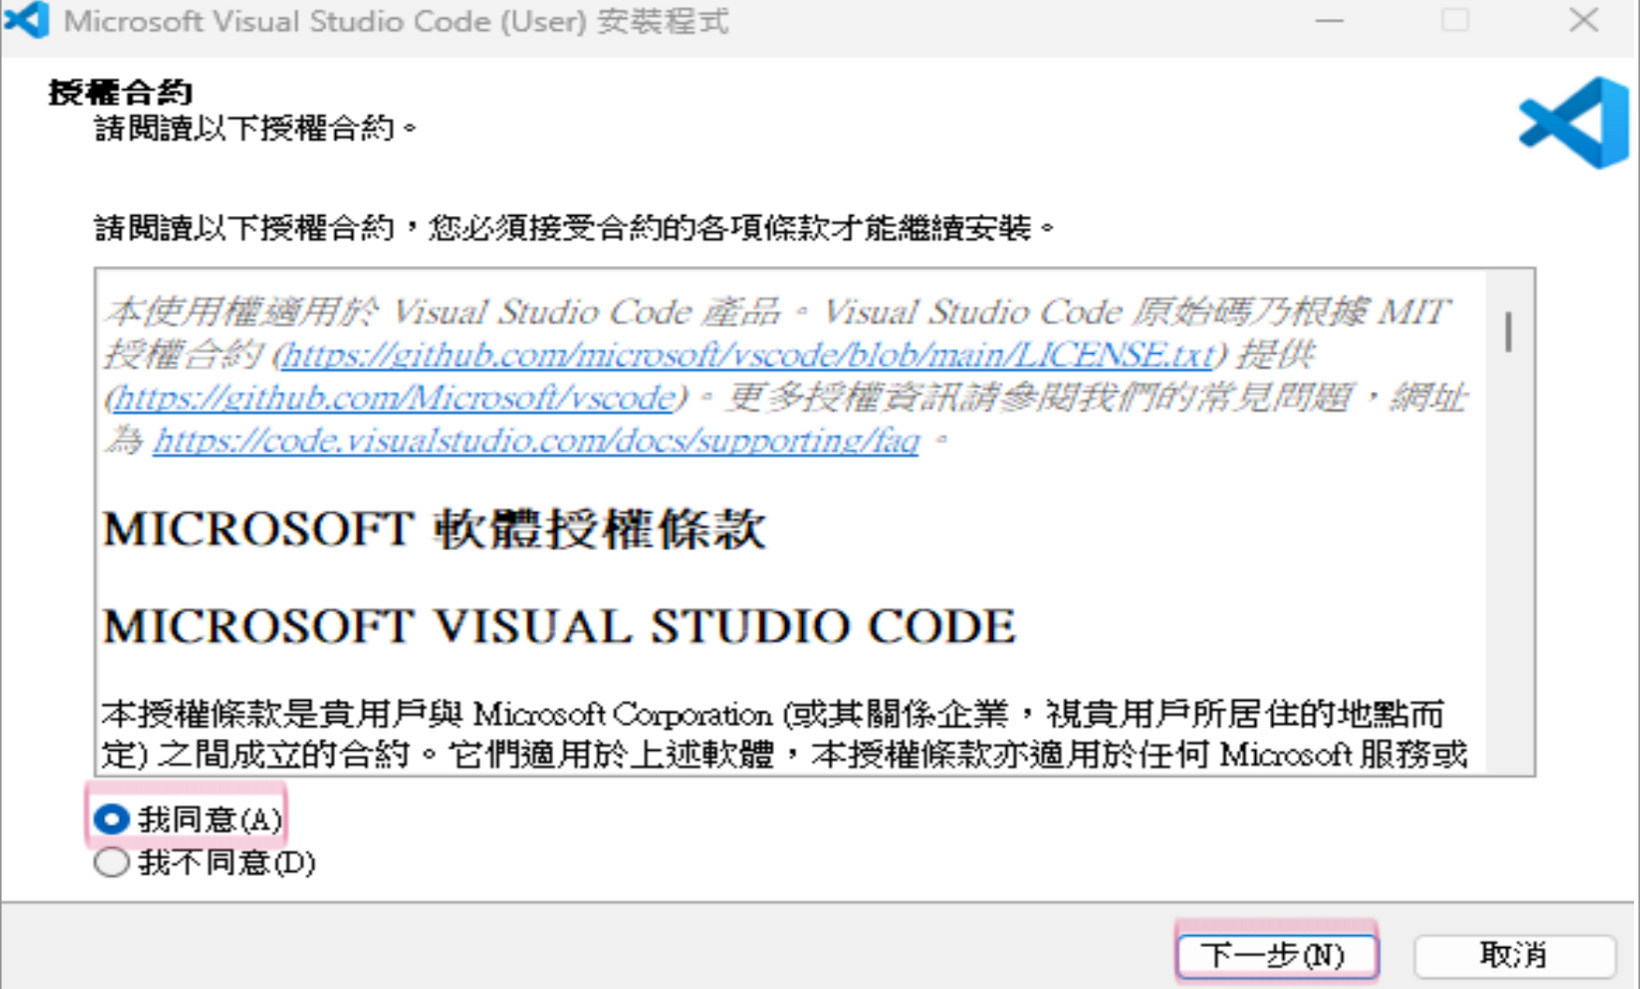 Microsoft Visual Studio Code (User) 安裝程式
授權合約
請閱讀以下授權合約。
請閱讀以下授權合約，您必須接受合約的各項條款才能繼續安裝。
本使用權適用於 Visual Studio Code 產品。Visual Studio Code 原始碼乃根據 MIT
授權合約 (https://github.com/microsoft/vscode/blob/main/LICENSE.txt) 提供
(https://github.com/Microsoft/vscode)。更多授權資訊請參閱我們的常見問題，網址
為 https://code.visualstudio.com/docs/supporting/faq 。
MICROSOFT 軟體授權條款
MICROSOFT VISUAL STUDIO CODE
本授權條款是貴用戶與 Microsoft Corporation (或其關係企業，視貴用戶所居住的地點而
定) 之間成立的合約。它們適用於上述軟體，本授權條款亦適用於任何 Microsoft 服務或
我同意(A)
我不同意(D)
下一步(N)
取消